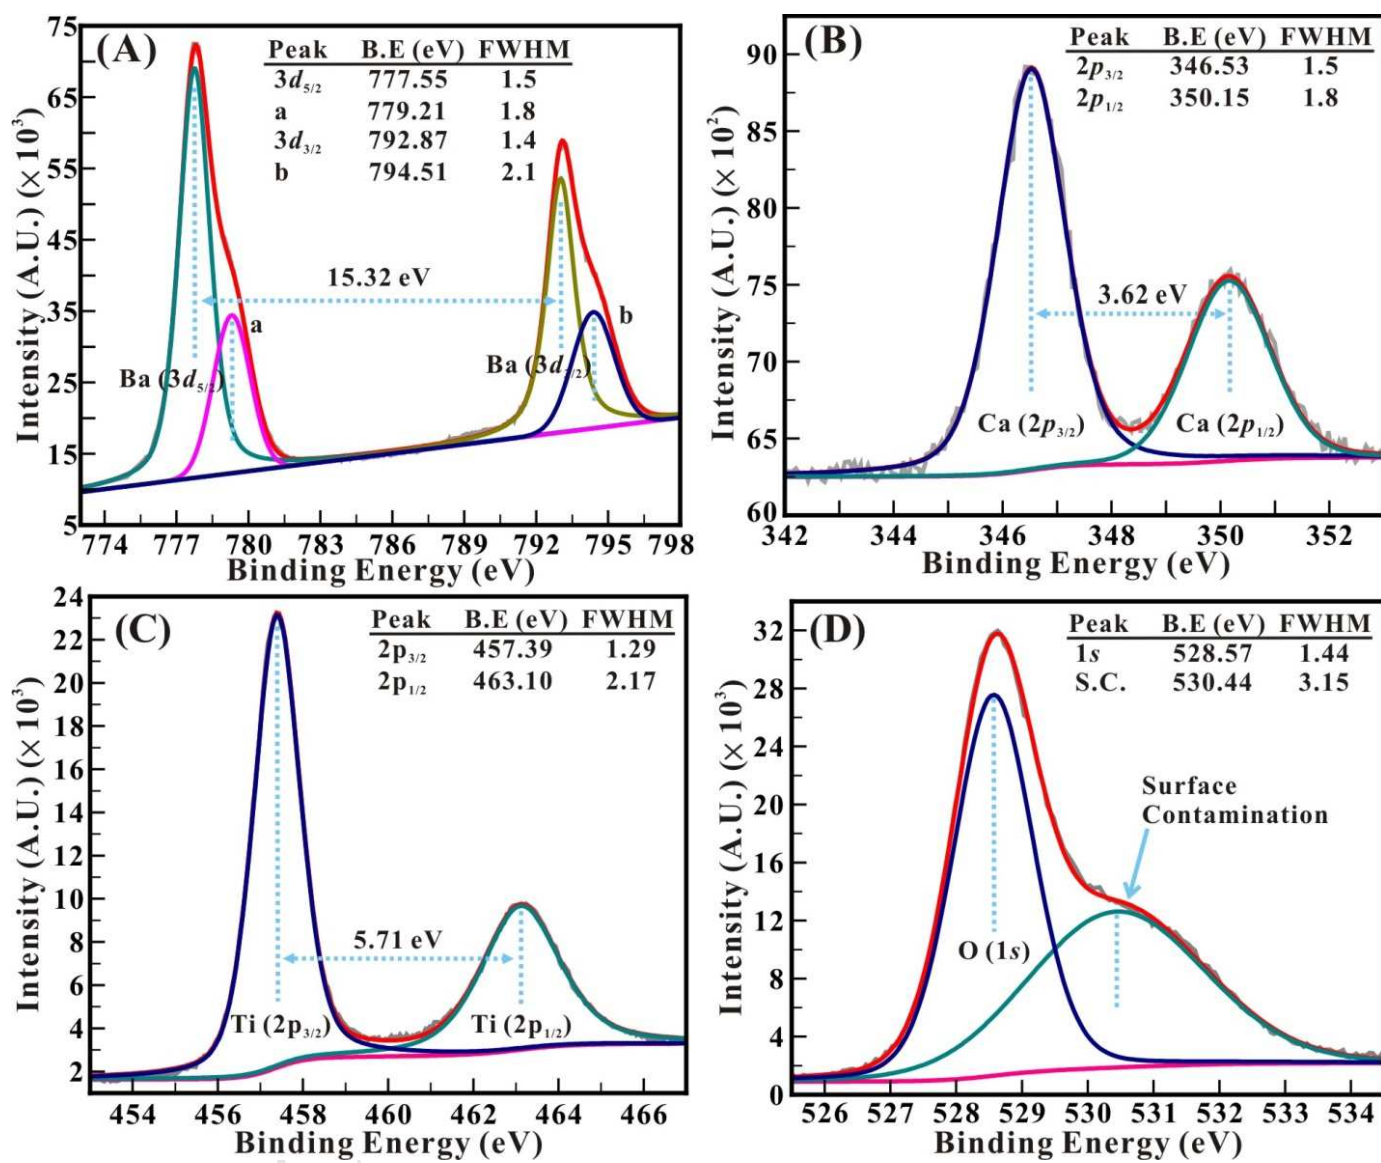 (A)
Peak B.E (eV) FWHM
3d5/2 777.55 1.5
a 779.21 1.8
3d3/2 792.87 1.4
b 794.51 2.1
75
65
55
45
35
25
15
5
Intensity (A.U.) (× 10³)
15.32 eV
a
b
Ba (3d5/2)
Ba (3d3/2)
774 777 780 783 786 789 792 795 798
Binding Energy (eV)
(B)
Peak B.E (eV) FWHM
2p3/2 346.53 1.5
2p1/2 350.15 1.8
90
80
75
70
65
60
Intensity (A.U.) (× 10²)
3.62 eV
Ca (2p3/2)
Ca (2p1/2)
342 344 346 348 350 352
Binding Energy (eV)
(C)
Peak B.E (eV) FWHM
2p3/2 457.39 1.29
2p1/2 463.10 2.17
24
22
20
18
16
14
12
10
8
6
4
2
Intensity (A.U.) (× 10³)
5.71 eV
Ti (2p3/2)
Ti (2p1/2)
454 456 458 460 462 464 466
Binding Energy (eV)
(D)
Peak B.E (eV) FWHM
1s 528.57 1.44
S.C. 530.44 3.15
32
28
24
20
16
12
8
4
0
Intensity (A.U.) (× 10³)
Surface
Contamination
O (1s)
526 527 528 529 530 531 532 533 534
Binding Energy (eV)